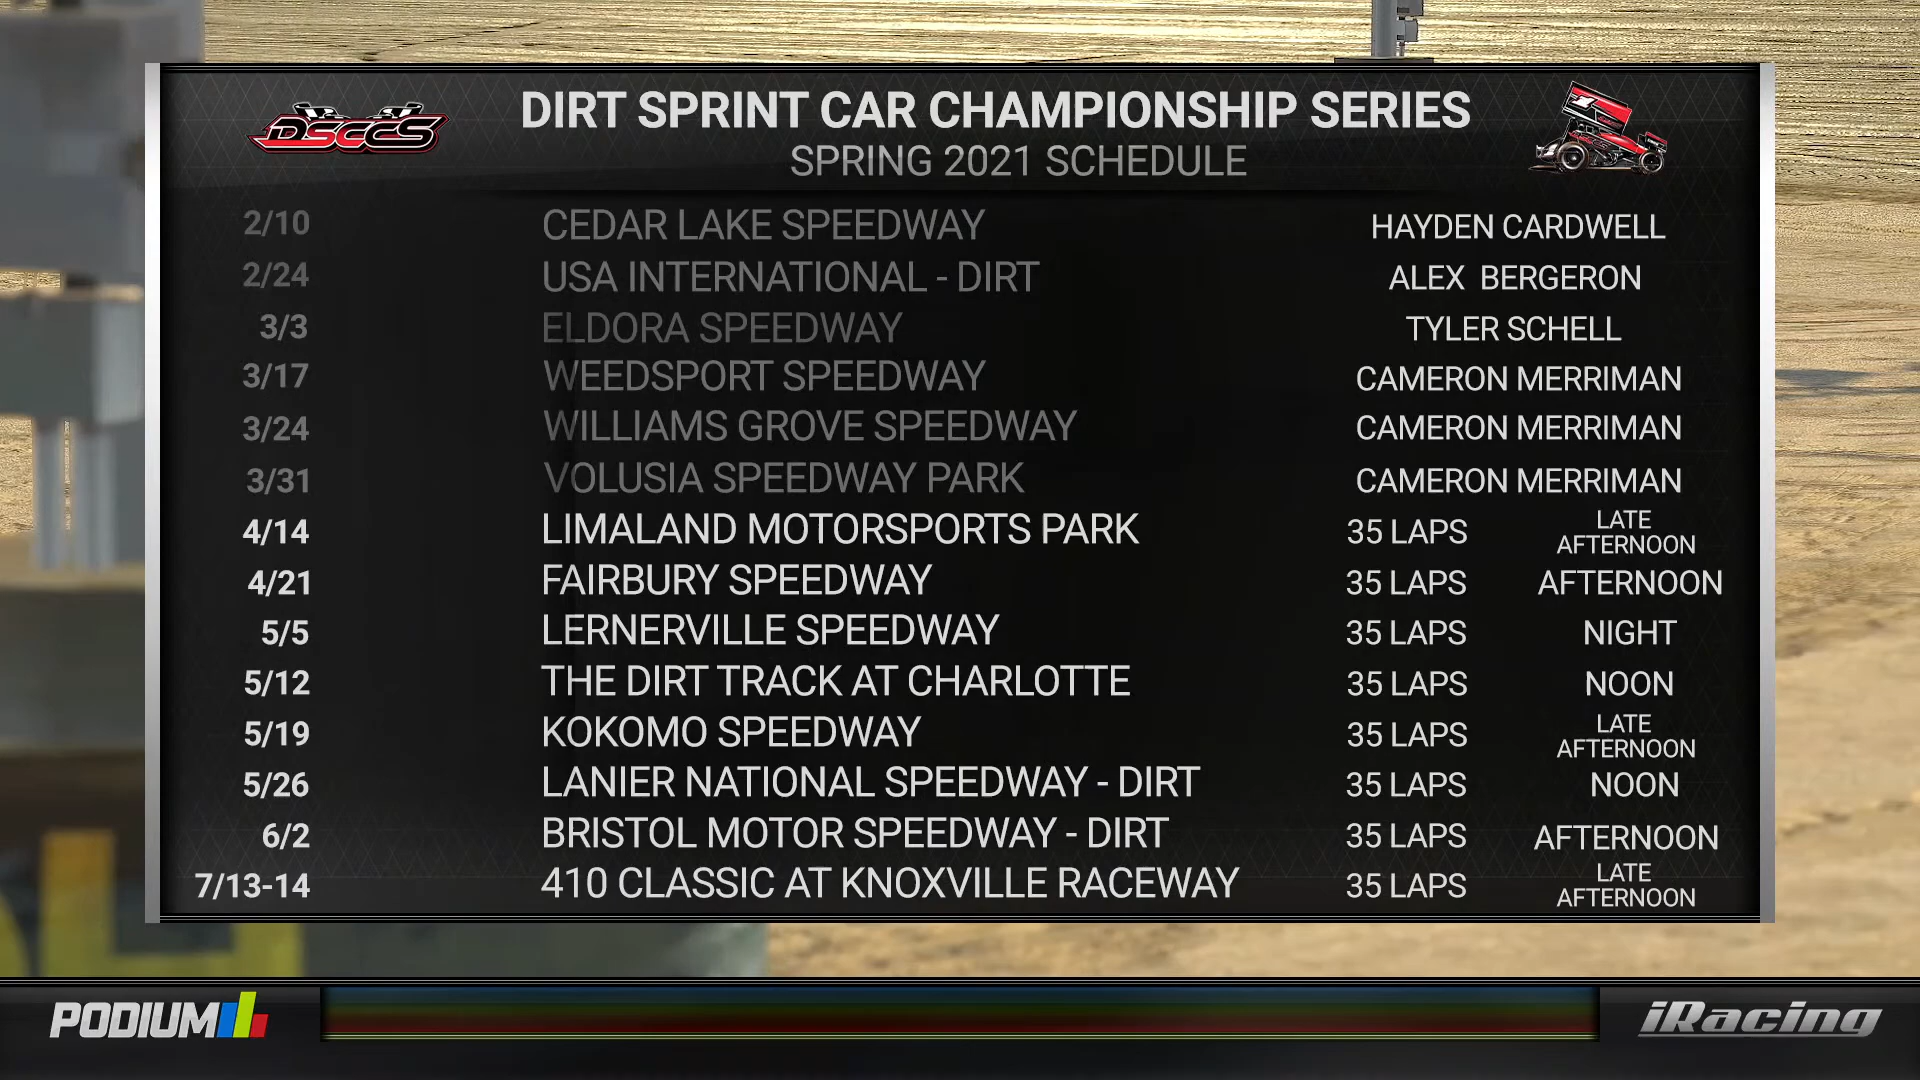 DSCCS
DIRT SPRINT CAR CHAMPIONSHIP SERIES
SPRING 2021 SCHEDULE
2/10 CEDAR LAKE SPEEDWAY HAYDEN CARDWELL
2/24 USA INTERNATIONAL - DIRT ALEX BERGERON
3/3 ELDORA SPEEDWAY TYLER SCHELL
3/17 WEEDSPORT SPEEDWAY CAMERON MERRIMAN
3/24 WILLIAMS GROVE SPEEDWAY CAMERON MERRIMAN
3/31 VOLUSIA SPEEDWAY PARK CAMERON MERRIMAN
4/14 LIMALAND MOTORSPORTS PARK 35 LAPS LATE AFTERNOON
4/21 FAIRBURY SPEEDWAY 35 LAPS AFTERNOON
5/5 LERNERVILLE SPEEDWAY 35 LAPS NIGHT
5/12 THE DIRT TRACK AT CHARLOTTE 35 LAPS NOON
5/19 KOKOMO SPEEDWAY 35 LAPS LATE AFTERNOON
5/26 LANIER NATIONAL SPEEDWAY - DIRT 35 LAPS NOON
6/2 BRISTOL MOTOR SPEEDWAY - DIRT 35 LAPS AFTERNOON
7/13-14 410 CLASSIC AT KNOXVILLE RACEWAY 35 LAPS LATE AFTERNOON
PODIUM
iRacing